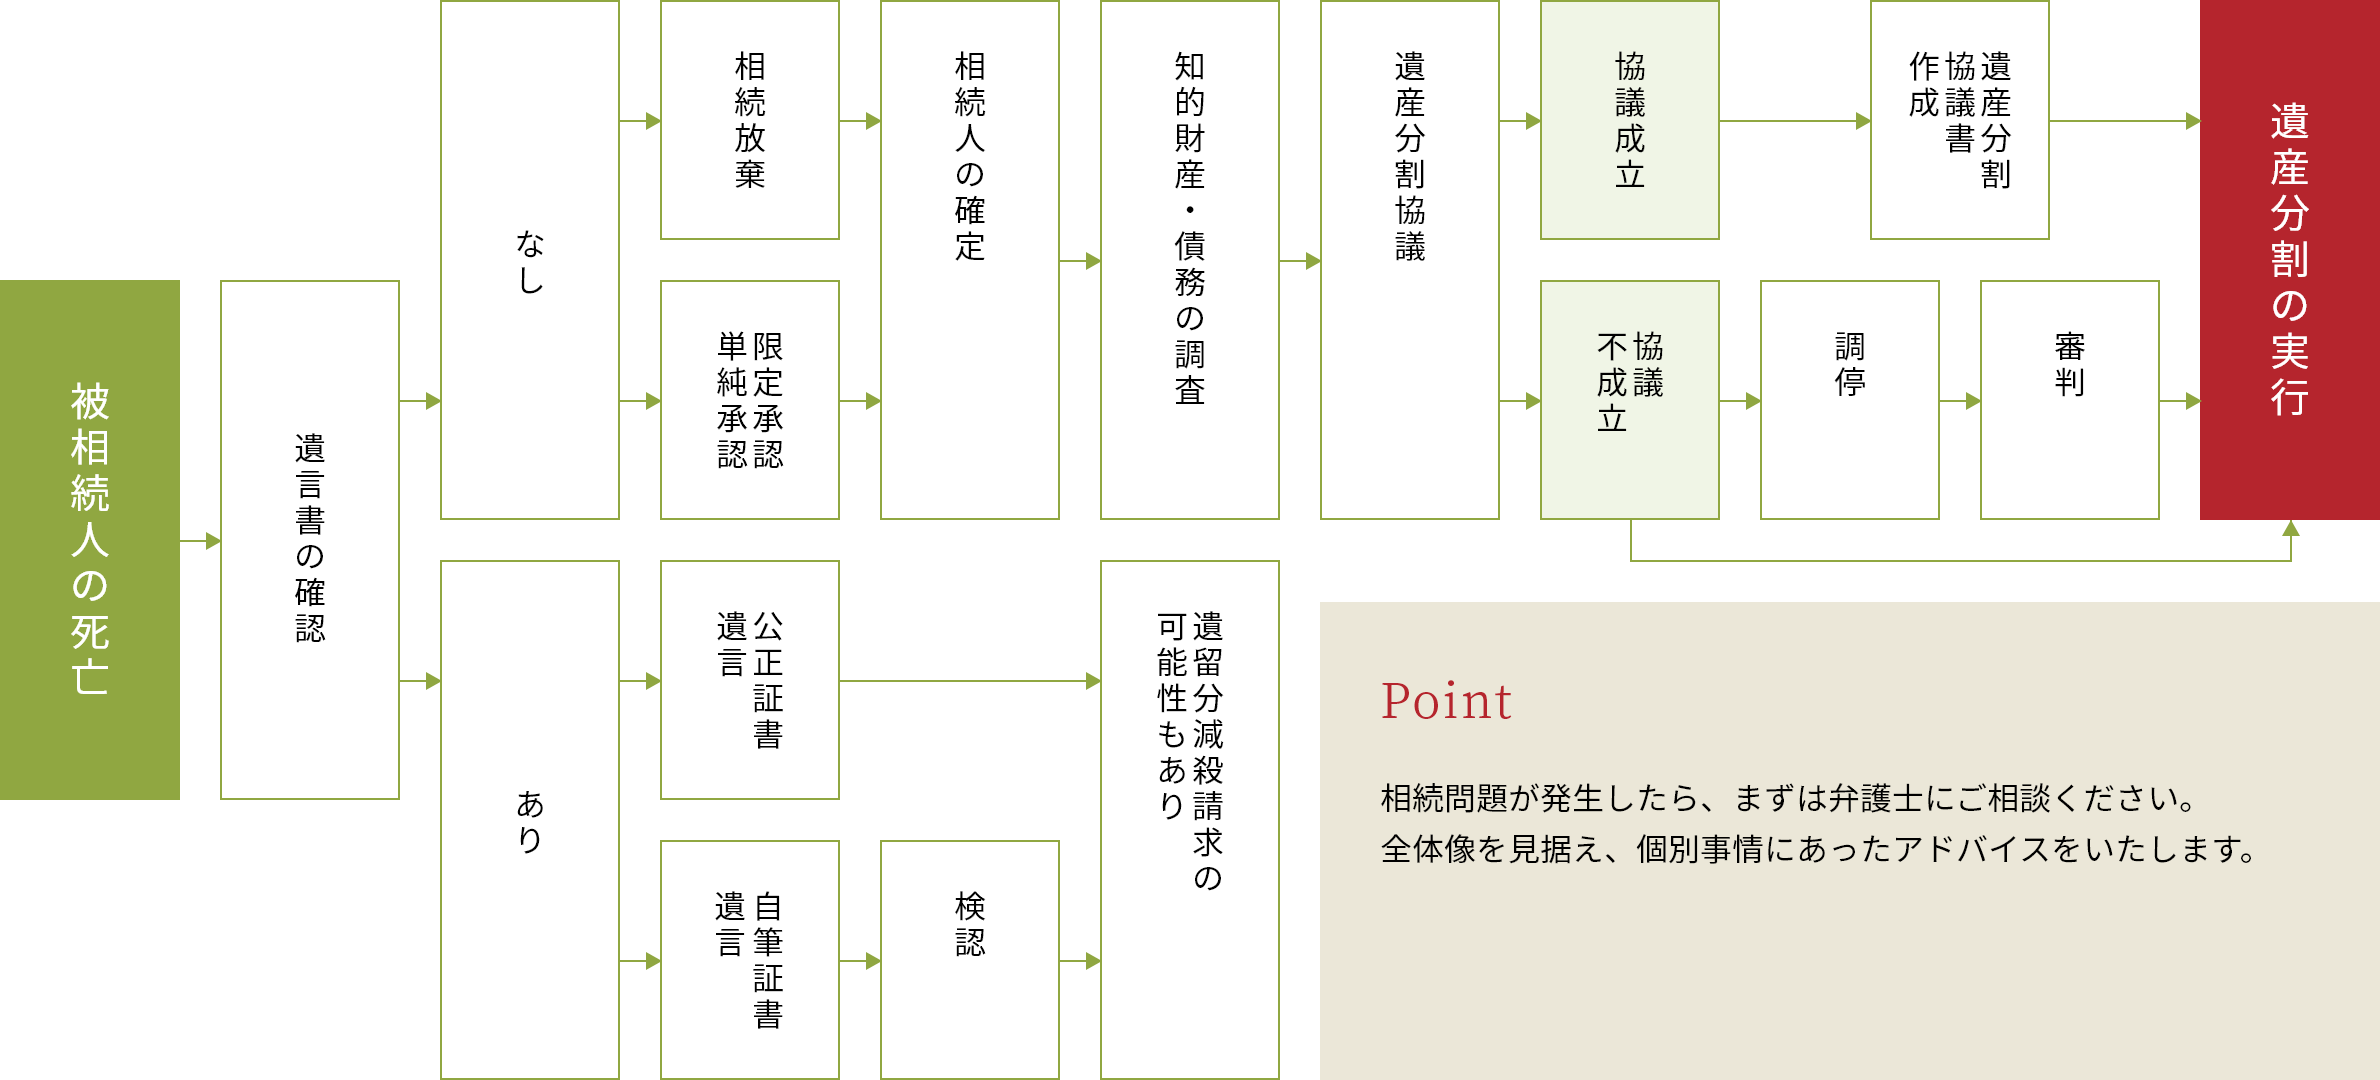 被相続人の死亡
遺言書の確認
なし
相続放棄
限定承認
単純承認
相続人の確定
知的財産・債務の調査
遺産分割協議
協議成立
遺産分割
協議書
作成
協議
不成立
調停
審判
遺産分割の実行
あり
公正証書
遺言
自筆証書
遺言
検認
遺留分減殺請求の
可能性もあり
Point
相続問題が発生したら、まずは弁護士にご相談ください。
全体像を見据え、個別事情にあったアドバイスをいたします。